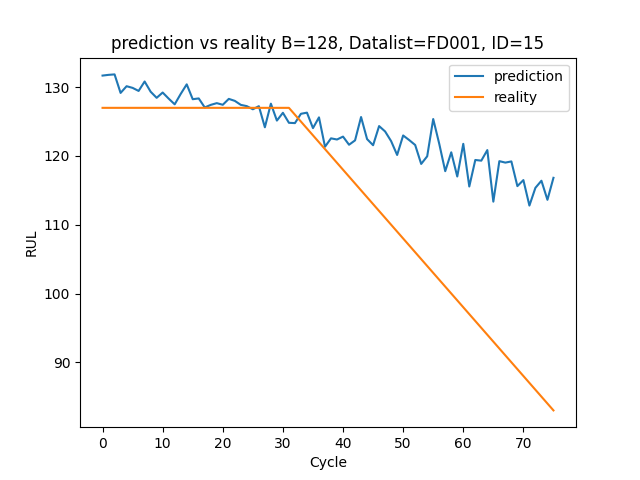 prediction vs reality B=128, Datalist=FD001, ID=15
prediction
reality
RUL
130
120
110
100
90
0 10 20 30 40 50 60 70
Cycle